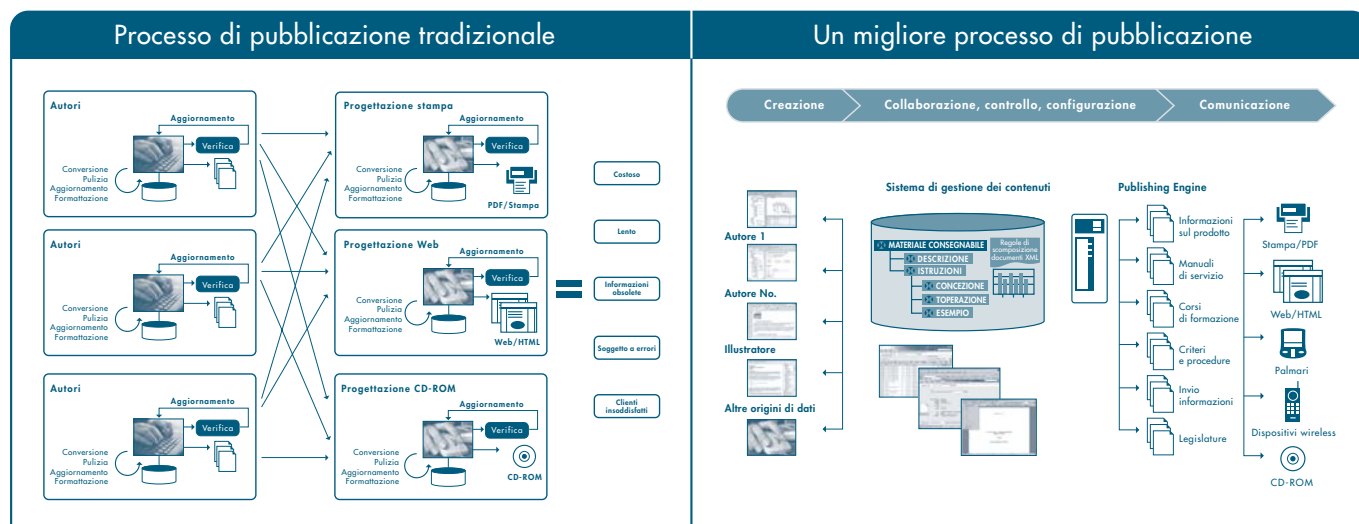 Processo di pubblicazione tradizionale
Autori
Aggiornamento
Verifica
Conversione
Pulizia
Aggiornamento
Formattazione
Autori
Aggiornamento
Verifica
Conversione
Pulizia
Aggiornamento
Formattazione
Autori
Aggiornamento
Verifica
Conversione
Pulizia
Aggiornamento
Formattazione
Progettazione stampa
Aggiornamento
Verifica
Conversione
Pulizia
Aggiornamento
Formattazione
PDF/Stampa
Progettazione Web
Aggiornamento
Verifica
Conversione
Pulizia
Aggiornamento
Formattazione
Web/HTML
Progettazione CD-ROM
Aggiornamento
Verifica
Conversione
Pulizia
Aggiornamento
Formattazione
CD-ROM
Costoso
Lento
Informazioni
obsolete
Soggetto a errori
Clienti
insoddisfatti
Un migliore processo di pubblicazione
Creazione
Collaborazione, controllo, configurazione
Comunicazione
Autore 1
Autore No.
Illustratore
Altre origini di dati
Sistema di gestione dei contenuti
MATERIALE CONSEGNABILE
DESCRIZIONE
ISTRUZIONI
CONCEZIONE
TOPERAZIONE
ESEMPIO
Regole di
scomposizione
documenti XML
Publishing Engine
Informazioni
sul prodotto
Manuali
di servizio
Corsi
di formazione
Criteri
e procedure
Invio
informazioni
Legislature
Stampa/PDF
Web/HTML
Palmari
Dispositivi wireless
CD-ROM